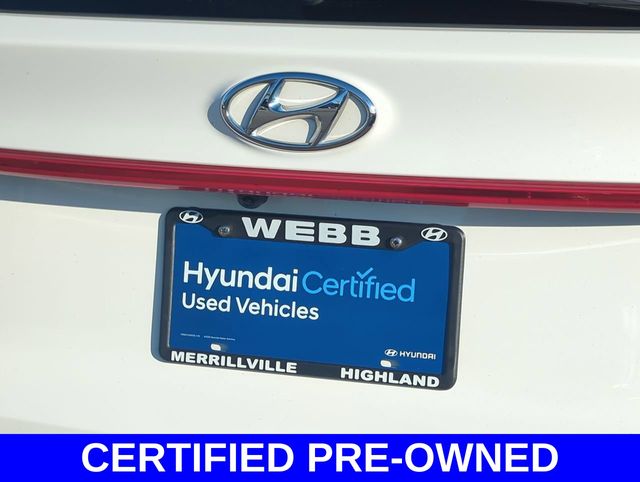 WEBB
Hyundai Certified
Used Vehicles
HYUNDAI
MERRILLVILLE HIGHLAND
CERTIFIED PRE-OWNED